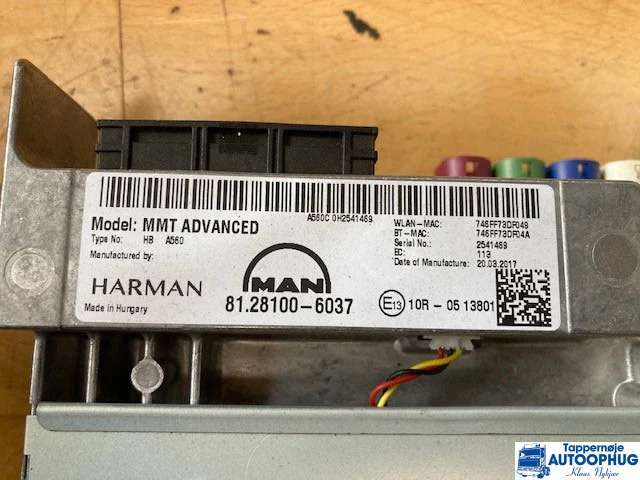 A560C 0H2541469
Model: MMT ADVANCED
Type No: HB A560
Manufactured by:
HARMAN
Made in Hungary
MAN
81.28100-6037
WLAN-MAC: 746FF73DF049
BT-MAC: 746FF73DF04A
Serial No.: 2541469
EC: 113
Date of Manufacture: 20.03.2017
E13 10R - 05 13801
Tappernøje
AUTOOPHUG
Klaus Nyhjær